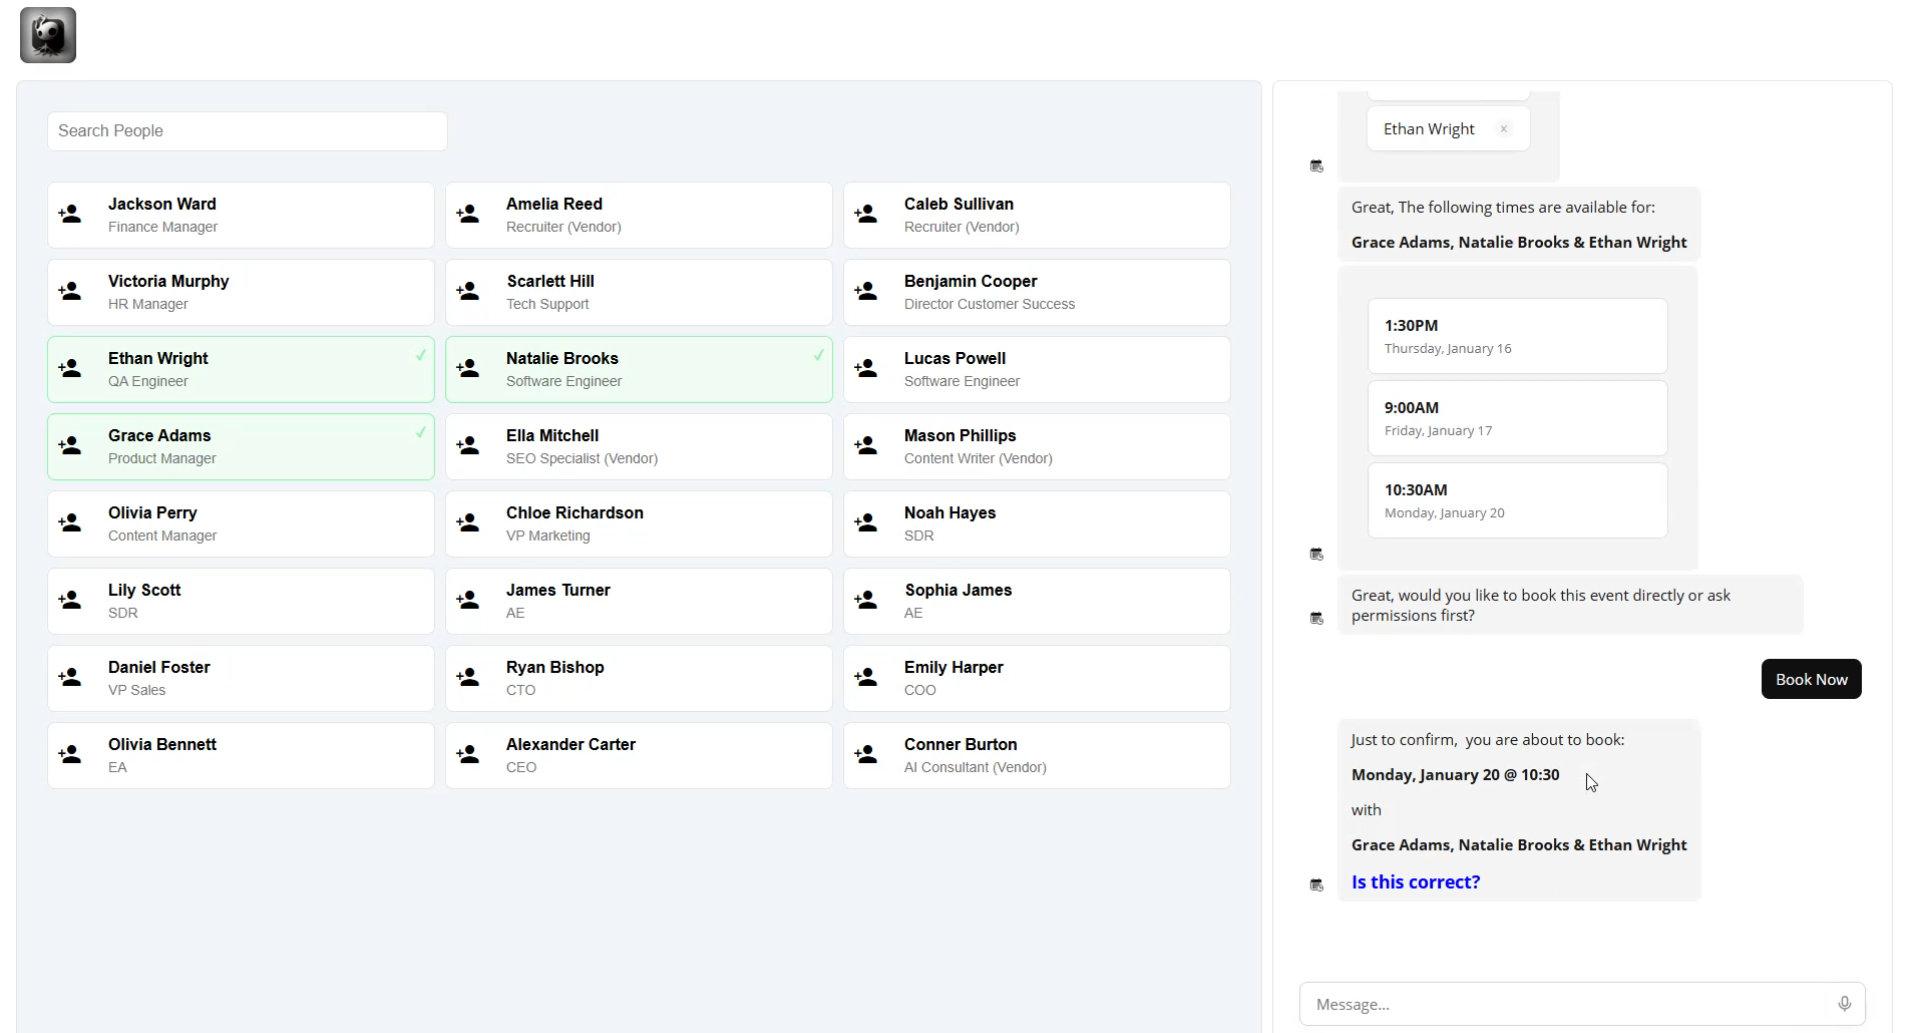 Search People
Jackson Ward
Finance Manager
Amelia Reed
Recruiter (Vendor)
Caleb Sullivan
Recruiter (Vendor)
Victoria Murphy
HR Manager
Scarlett Hill
Tech Support
Benjamin Cooper
Director Customer Success
Ethan Wright
QA Engineer
Natalie Brooks
Software Engineer
Lucas Powell
Software Engineer
Grace Adams
Product Manager
Ella Mitchell
SEO Specialist (Vendor)
Mason Phillips
Content Writer (Vendor)
Olivia Perry
Content Manager
Chloe Richardson
VP Marketing
Noah Hayes
SDR
Lily Scott
SDR
James Turner
AE
Sophia James
AE
Daniel Foster
VP Sales
Ryan Bishop
CTO
Emily Harper
COO
Olivia Bennett
EA
Alexander Carter
CEO
Conner Burton
AI Consultant (Vendor)
Ethan Wright ×
Great, The following times are available for:
Grace Adams, Natalie Brooks & Ethan Wright
1:30PM
Thursday, January 16
9:00AM
Friday, January 17
10:30AM
Monday, January 20
Great, would you like to book this event directly or ask
permissions first?
Book Now
Just to confirm,  you are about to book:
Monday, January 20 @ 10:30
with
Grace Adams, Natalie Brooks & Ethan Wright
Is this correct?
Message...